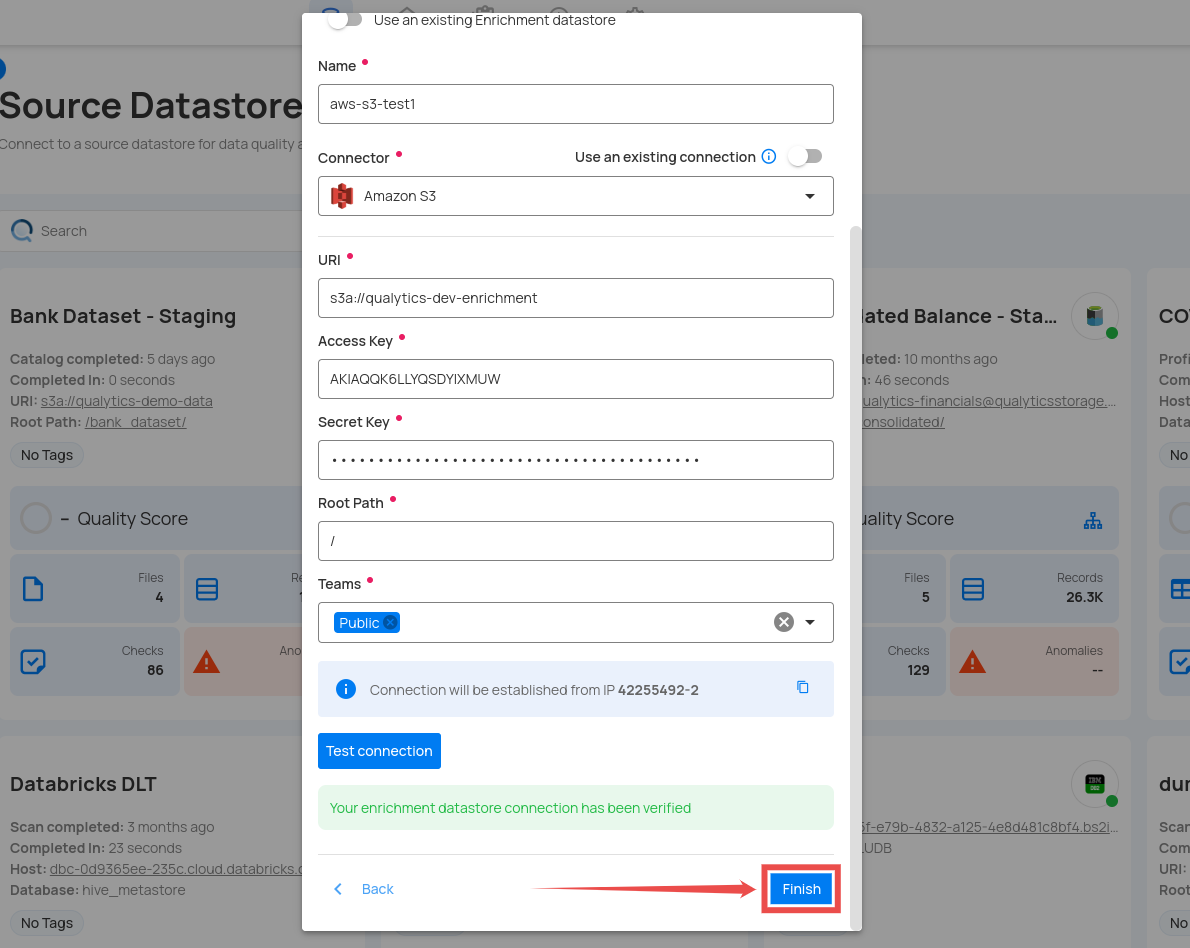 Use an existing Enrichment datastore
Source Datastore
Connect to a source datastore for data quality a
Search
Name
aws-s3-test1
Connector
Use an existing connection
Amazon S3
URI
s3a://qualytics-dev-enrichment
Access Key
AKIAQQK6LLYQSDYIXMUW
Secret Key
••••••••••••••••••••••••••••••••••••••••
Root Path
/
Teams
Public
Connection will be established from IP 42255492-2
Test connection
Your enrichment datastore connection has been verified
Back
Finish
Bank Dataset - Staging
Catalog completed: 5 days ago
Completed In: 0 seconds
URI: s3a://qualytics-demo-data
Root Path: /bank_dataset/
No Tags
– Quality Score
Files
4
Checks
86
lated Balance - Sta...
leted: 10 months ago
: 46 seconds
ualytics-financials@qualyticsstorage....
onsolidated/
uality Score
Files
5
Records
26.3K
Checks
129
Anomalies
--
Databricks DLT
Scan completed: 3 months ago
Completed In: 23 seconds
Host: dbc-0d9365ee-235c.cloud.databricks.c
Database: hive_metastore
No Tags
IBM
DB2
5f-e79b-4832-a125-4e8d481c8bf4.bs2i...
LUDB
Profi
Com
Host
Data
No
dur
Scan
Com
URI:
Root
No